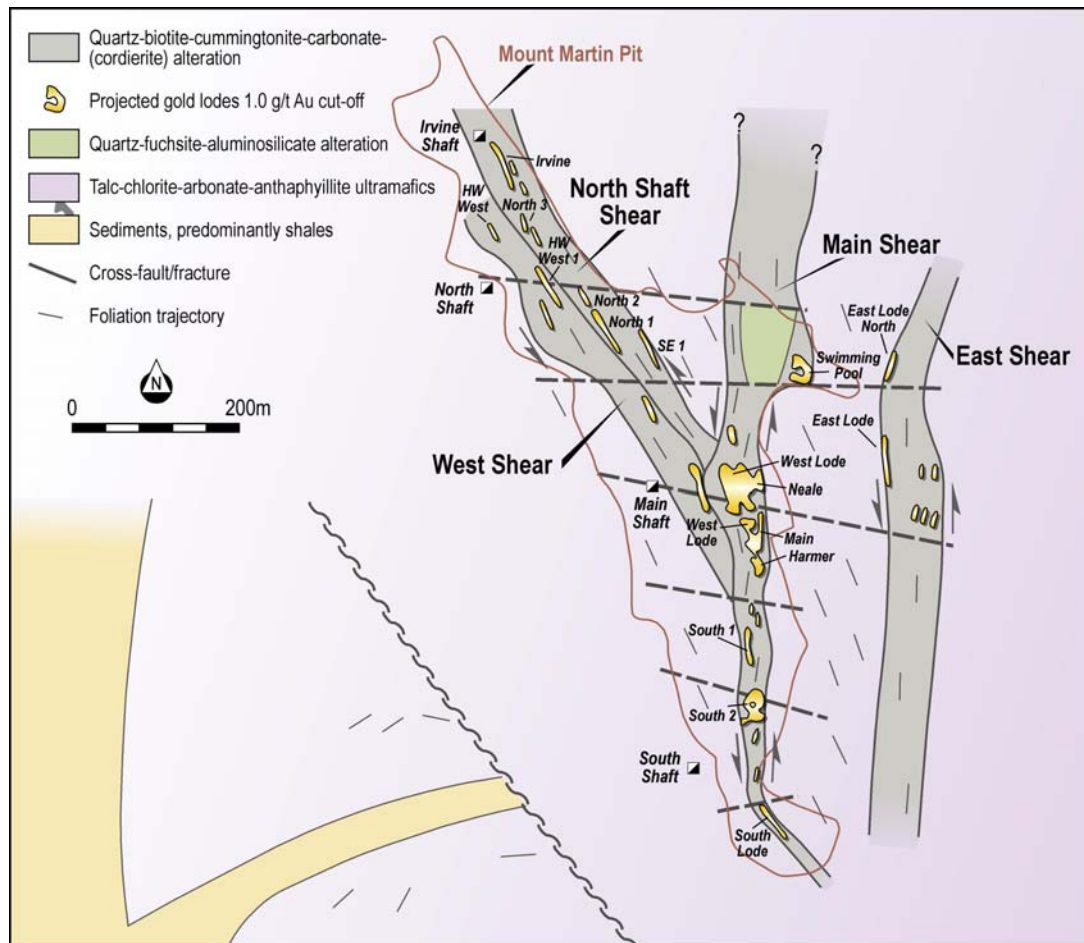 Quartz-biotite-cummingtonite-carbonate-
(cordierite) alteration
Projected gold lodes 1.0 g/t Au cut-off
Quartz-fuchsite-aluminosilicate alteration
Talc-chlorite-arbonate-anthaphyillite ultramafics
Sediments, predominantly shales
Cross-fault/fracture
Foliation trajectory
N
0
200m
Mount Martin Pit
Irvine
Shaft
Irvine
HW
West
North 3
North Shaft
Shear
HW
West 1
North
Shaft
North 2
North 1
SE 1
?
?
Main Shear
East Lode
North
Swimming
Pool
East Shear
East Lode
West Shear
West Lode
Neale
Main
Shaft
West
Lode
Main
Harmer
South 1
South 2
South
Shaft
South
Lode